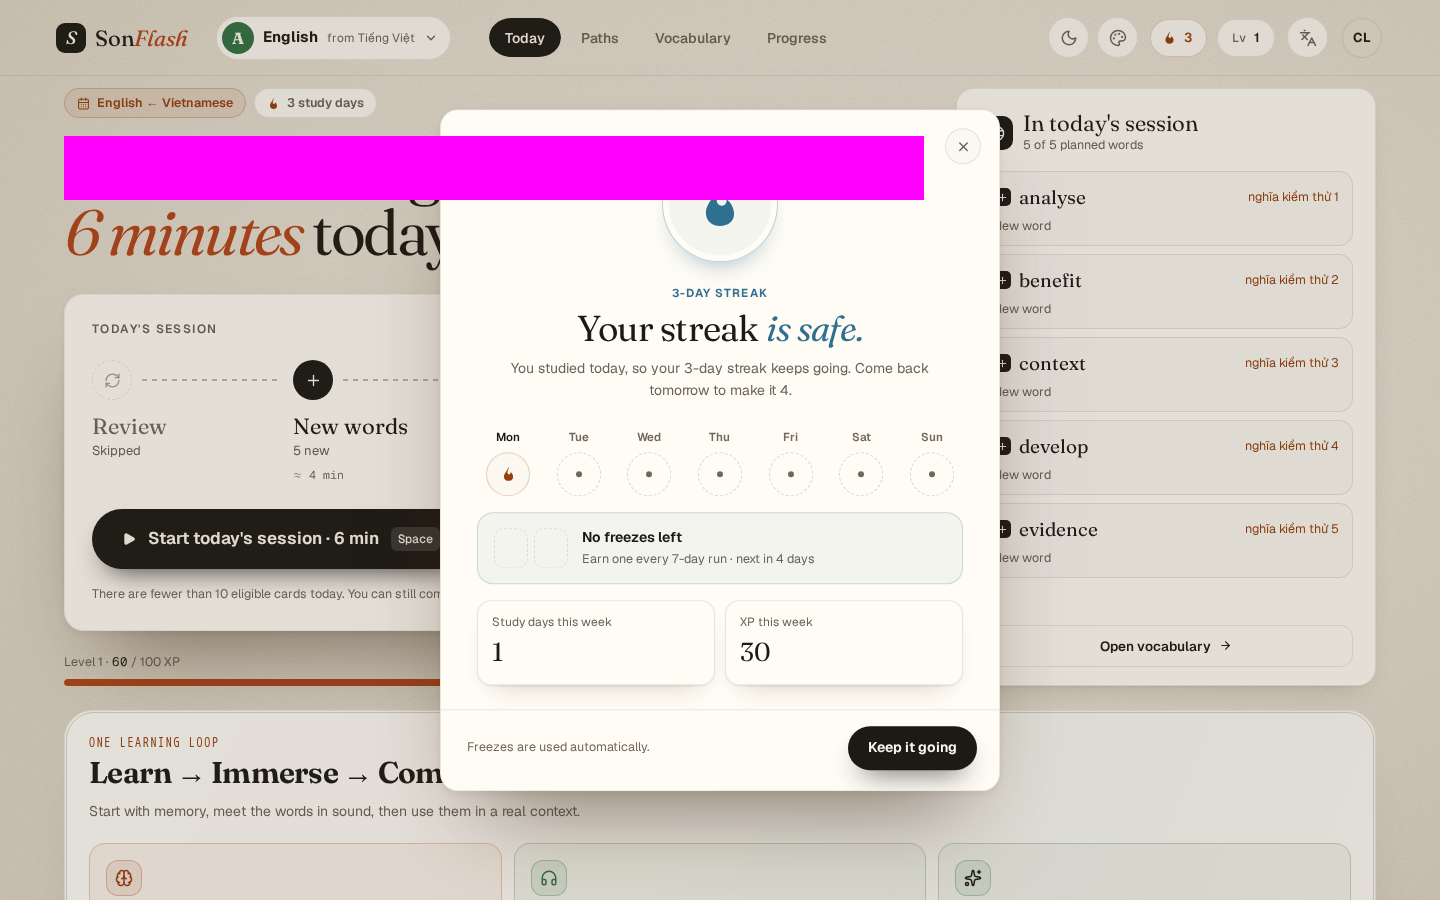 S SonFlash
A English from Tiếng Việt
Today Paths Vocabulary Progress
3
Lv 1
CL
English ← Vietnamese
3 study days
6 minutes today
TODAY'S SESSION
Review
Skipped
New words
5 new
≈ 4 min
Start today's session · 6 min Space
There are fewer than 10 eligible cards today. You can still
Level 1 · 60 / 100 XP
3-DAY STREAK
Your streak is safe.
You studied today, so your 3-day streak keeps going. Come back
tomorrow to make it 4.
Mon Tue Wed Thu Fri Sat Sun
No freezes left
Earn one every 7-day run · next in 4 days
Study days this week
1
XP this week
30
Freezes are used automatically.
Keep it going
In today's session
5 of 5 planned words
analyse nghĩa kiểm thử 1
word
benefit nghĩa kiểm thử 2
word
context nghĩa kiểm thử 3
word
develop nghĩa kiểm thử 4
word
evidence nghĩa kiểm thử 5
word
Open vocabulary →
ONE LEARNING LOOP
Learn → Immerse →
Start with memory, meet the words in sound, then use them in a real context.